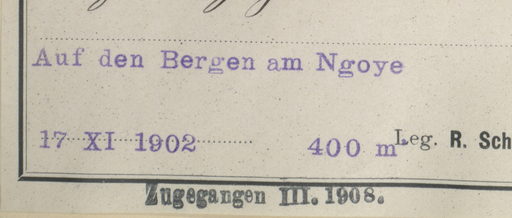 Auf den Bergen am Ngoye
17 XI 1902 400 m Leg. R. Sch
Zugegangen III. 1908.